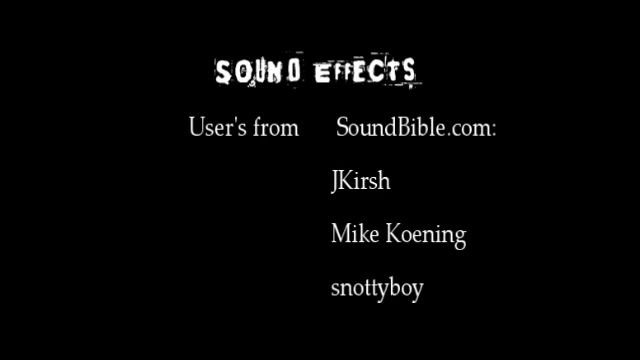 SOUND EFFECTS
User's from SoundBible.com:
JKirsh
Mike Koening
snottyboy